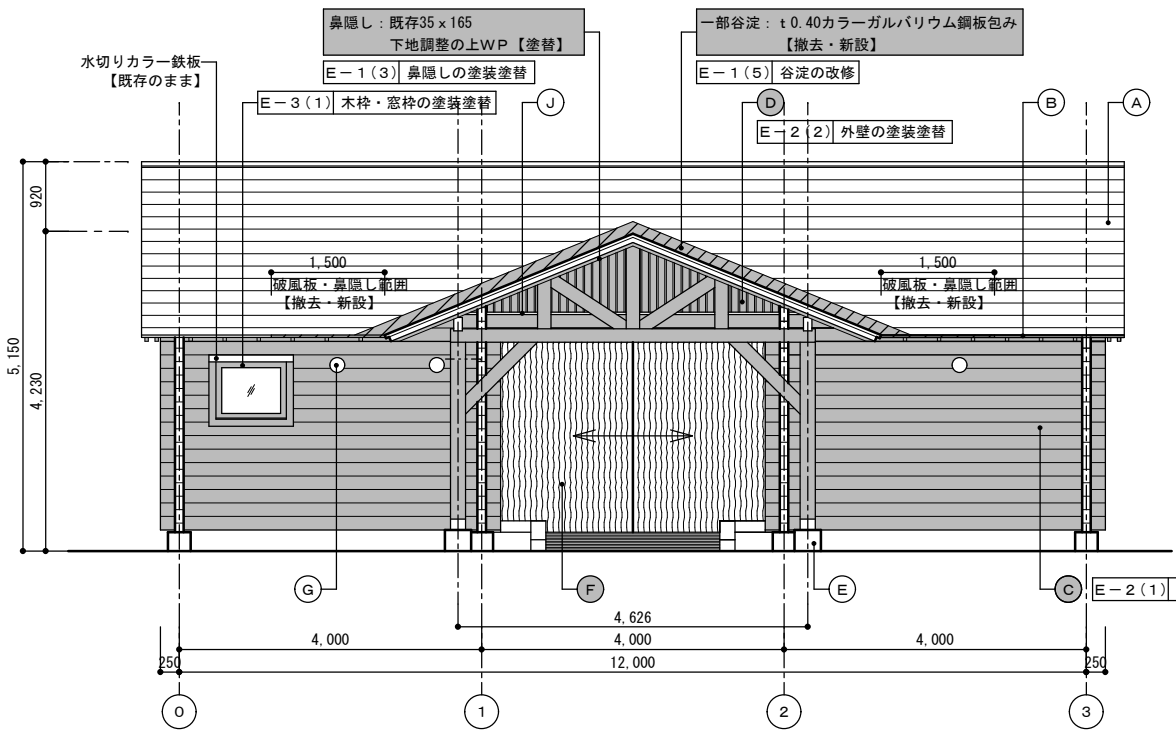 鼻隠し：既存35ｘ165
下地調整の上ＷＰ【塗替】
Ｅ－１(３) 鼻隠しの塗装塗替
一部谷淀：ｔ0.40カラーガルバリウム鋼板包み
【撤去・新設】
Ｅ－１(５) 谷淀の改修
水切りカラー鉄板
【既存のまま】
Ｅ－３(１) 木枠・窓枠の塗装塗替
Ｊ
Ｄ
Ｂ
Ａ
Ｅ－２(２) 外壁の塗装塗替
920
4,230
5,150
1,500
破風板・鼻隠し範囲
【撤去・新設】
1,500
破風板・鼻隠し範囲
【撤去・新設】
Ｇ
Ｆ
Ｅ
Ｃ
Ｅ－２(１)
4,626
4,000
4,000
4,000
250
12,000
250
０
１
２
３